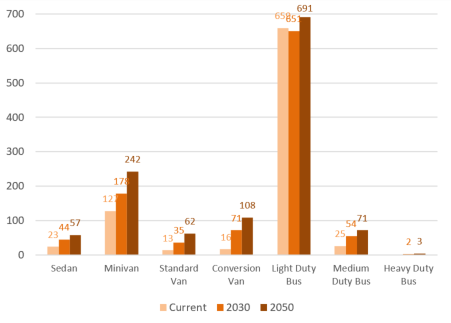 700
600
500
400
300
200
100
0
23
44
57
178
242
13
35
62
16
71
108
651
691
25
54
71
2
3
Sedan
Minivan
Standard
Van
Conversion
Van
Light Duty
Bus
Medium
Duty Bus
Heavy Duty
Bus
Current 2030 2050